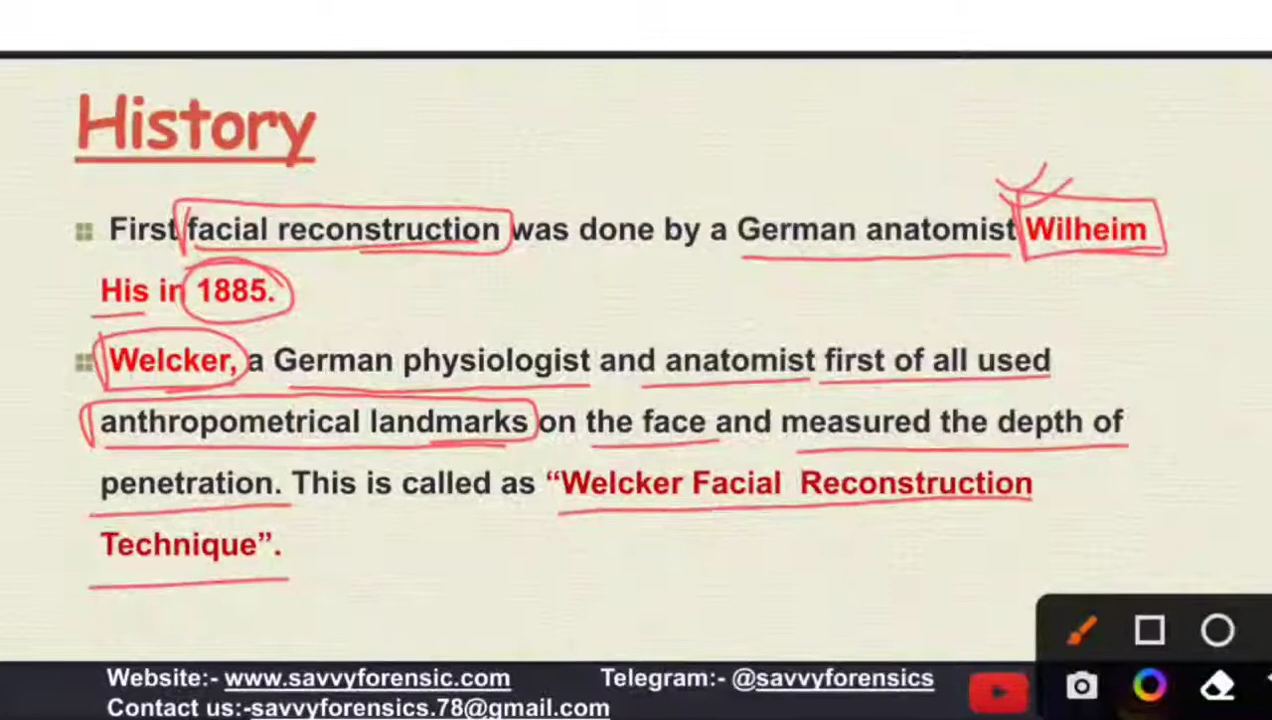 History
First facial reconstruction was done by a German anatomist Wilheim
His in 1885.
Welcker, a German physiologist and anatomist first of all used
anthropometrical landmarks on the face and measured the depth of
penetration. This is called as “Welcker Facial Reconstruction
Technique”.
Website:- www.savvyforensic.com Telegram:- @savvyforensics
Contact us:-savvyforensics.78@gmail.com